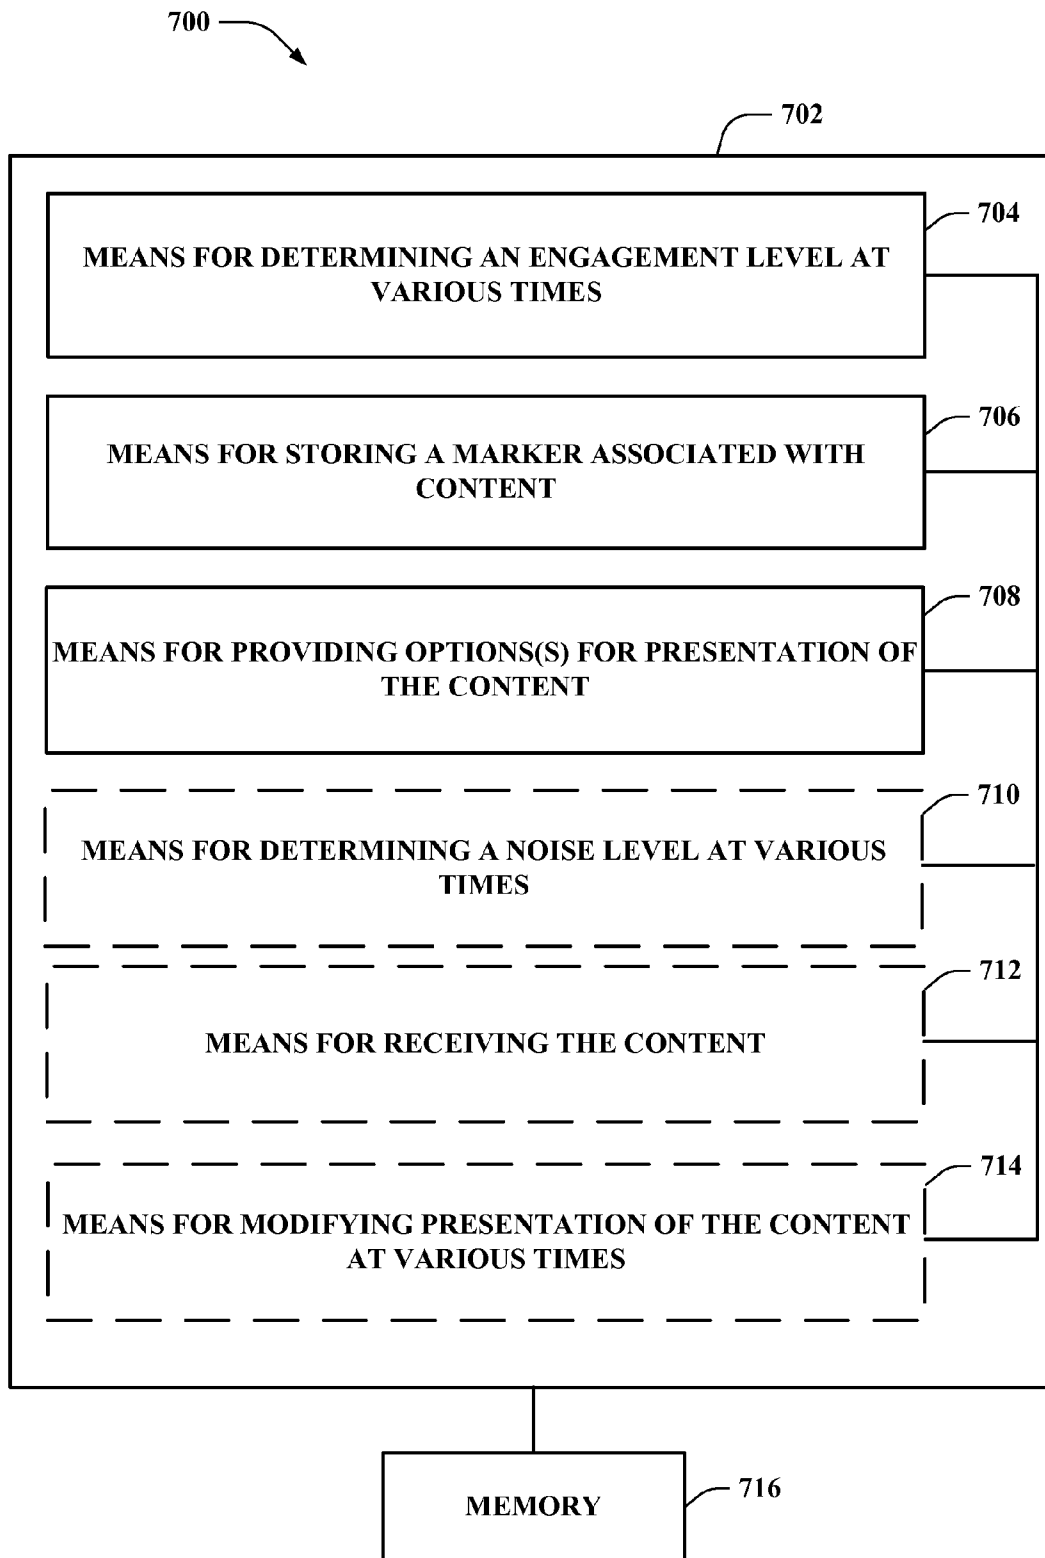 700
702
704
MEANS FOR DETERMINING AN ENGAGEMENT LEVEL AT
VARIOUS TIMES
706
MEANS FOR STORING A MARKER ASSOCIATED WITH
CONTENT
708
MEANS FOR PROVIDING OPTIONS(S) FOR PRESENTATION OF
THE CONTENT
710
MEANS FOR DETERMINING A NOISE LEVEL AT VARIOUS
TIMES
712
MEANS FOR RECEIVING THE CONTENT
714
MEANS FOR MODIFYING PRESENTATION OF THE CONTENT
AT VARIOUS TIMES
MEMORY
716